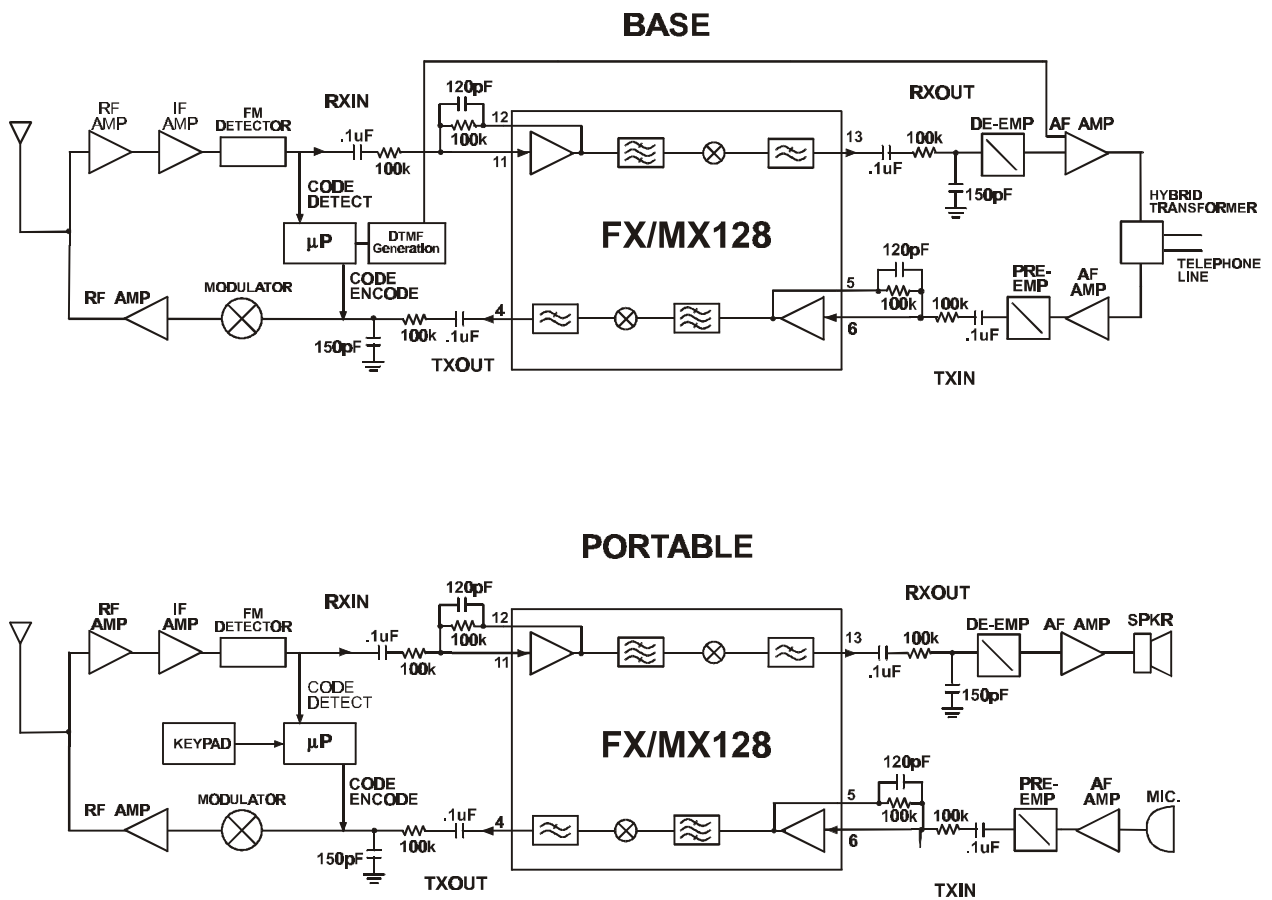 BASE
RF
AMP
IF
AMP
FM
DETECTOR
RXIN
.1uF
100k
120pF
12
100k
11
CODE
DETECT
µP
DTMF
Generation
CODE
ENCODE
RF AMP
MODULATOR
150pF
100k
.1uF
TXOUT
4
FX/MX128
13
RXOUT
.1uF
100k
150pF
DE-EMP
AF AMP
HYBRID
TRANSFORMER
TELEPHONE
LINE
5
120pF
100k
6
100k
.1uF
PRE-
EMP
AF
AMP
TXIN
PORTABLE
RF
AMP
IF
AMP
FM
DETECTOR
RXIN
.1uF
100k
120pF
12
100k
11
CODE
DETECT
KEYPAD
µP
CODE
ENCODE
RF AMP
MODULATOR
150pF
100k
.1uF
TXOUT
4
FX/MX128
13
RXOUT
.1uF
100k
150pF
DE-EMP
AF AMP
SPKR
5
120pF
100k
6
100k
.1uF
PRE-
EMP
AF
AMP
MIC.
TXIN